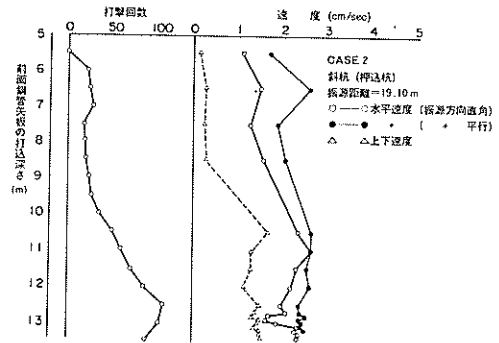 打撃回数
速 度 (cm/sec)
0 50 100
0 1 2 3 4 5
5
6
7
8
9
10
11
12
13
前面鋼管矢板の打込深さ(m)
CASE 2
斜杭 (押込杭)
振源距離=19.10m
○——○水平速度 (振源方向直角)
●……● 〃 ( 〃 平行)
△ △上下速度